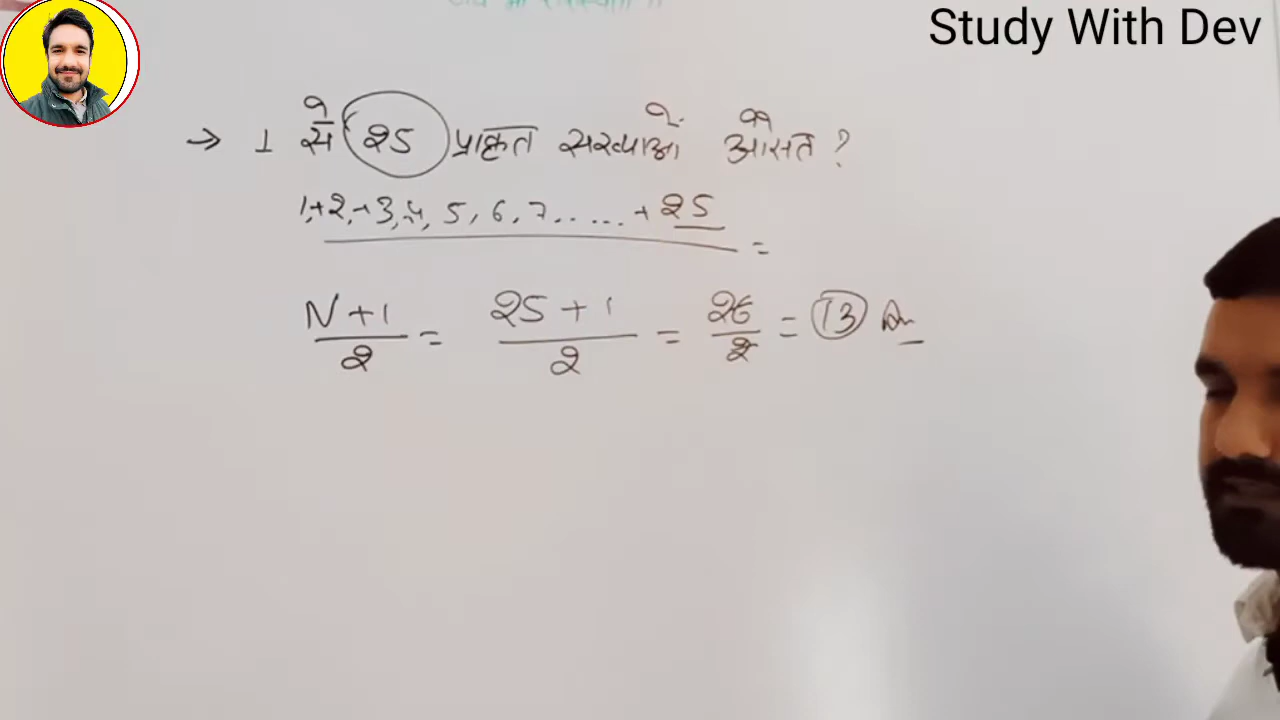 Study With Dev
→ 1 से 25 प्राकृत संख्याओं औसत ?
1,+2,+3,4, 5, 6, 7, ..... + 25 =
N+1/2 = 25+1/2 = 26/2 = 13 Ans